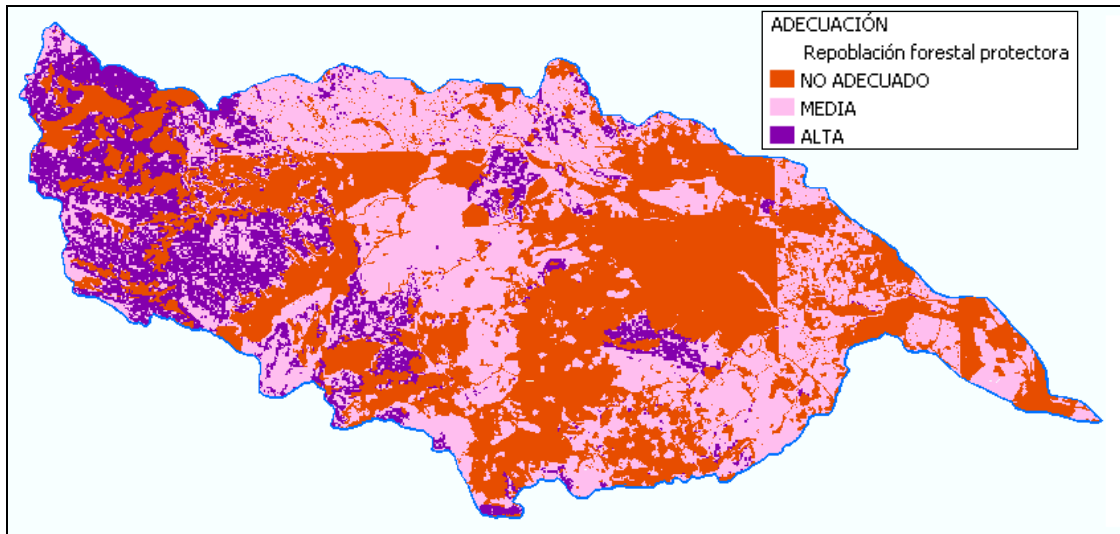 ADECUACIÓN
Repoblación forestal protectora
NO ADECUADO
MEDIA
ALTA